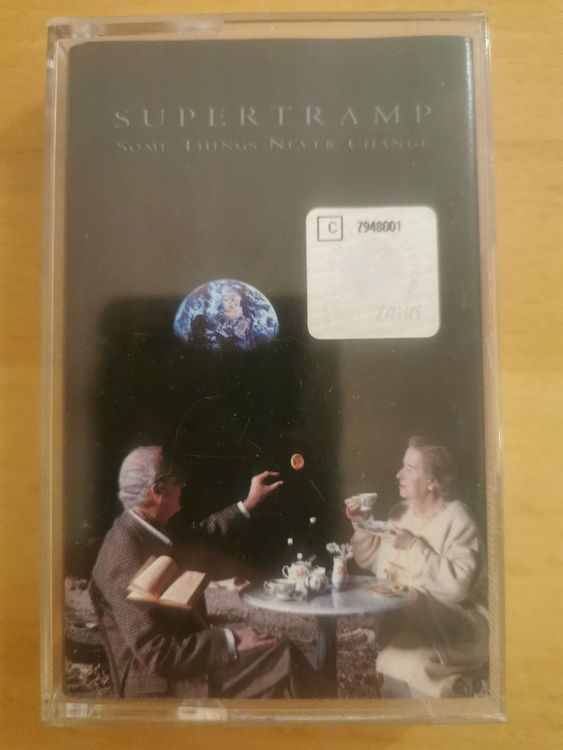 SUPERTRAMP
SOME THINGS NEVER CHANGE
C 7948001
ZAiKS